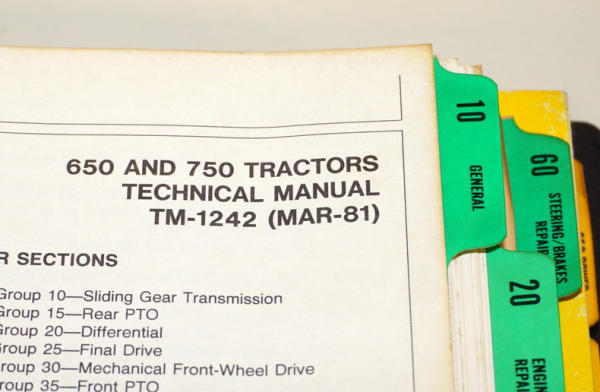 650 AND 750 TRACTORS
TECHNICAL MANUAL
TM-1242 (MAR-81)
SECTIONS
Group 10—Sliding Gear Transmission
Group 15—Rear PTO
Group 20—Differential
Group 25—Final Drive
Group 30—Mechanical Front-Wheel Drive
Group 35—Front PTO
10
GENERAL
60
STEERING/BRAKES
REPAIR
20
ENGIN
REPAI